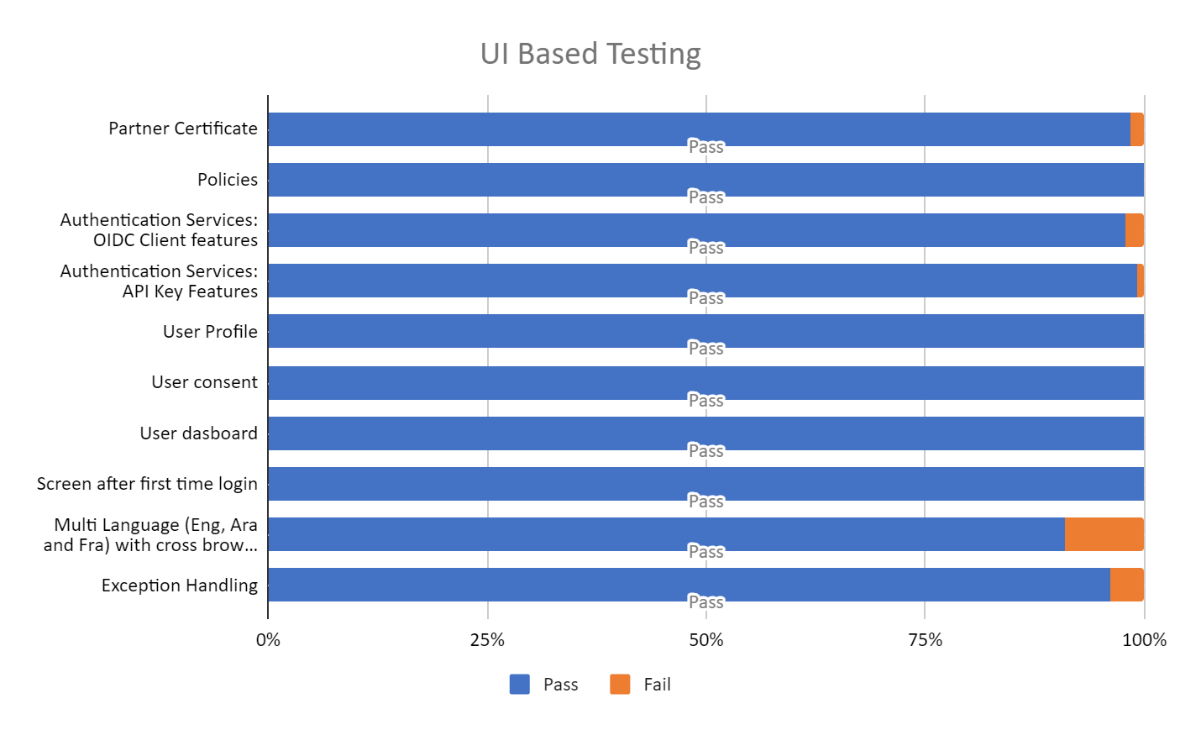 UI Based Testing
Partner Certificate
Pass
Policies
Pass
Authentication Services:
OIDC Client features
Pass
Authentication Services:
API Key Features
Pass
User Profile
Pass
User consent
Pass
User dasboard
Pass
Screen after first time login
Pass
Multi Language (Eng, Ara
and Fra) with cross brow...
Pass
Exception Handling
Pass
0% 25% 50% 75% 100%
Pass Fail